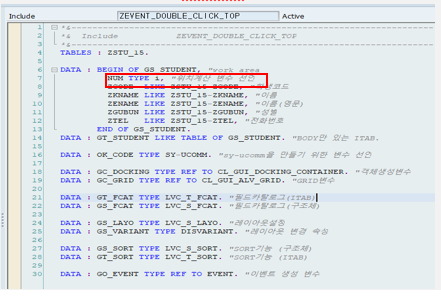 Include ZEVENT_DOUBLE_CLICK_TOP Active
1 *&----
2 *& Include ZEVENT_DOUBLE_CLICK_TOP
3 *&----
4 TABLES : ZSTU_15.
5
6 DATA : BEGIN OF GS_STUDENT, "work area
7 NUM TYPE i, "위치계산 변수 선언
8 ZCODE LIKE ZSTU_15-ZCODE,
9 ZKNAME LIKE ZSTU_15-ZKNAME, "이름
10 ZENAME LIKE ZSTU_15-ZENAME, "이름(영문)
11 ZGUBUN LIKE ZSTU_15-ZGUBUN, "성별
12 ZTEL LIKE ZSTU_15-ZTEL, "전화번호
13 END OF GS_STUDENT.
14 DATA : GT_STUDENT LIKE TABLE OF GS_STUDENT. "BODY만 있는 ITAB.
15
16 DATA : OK_CODE TYPE SY-UCOMM. "sy-ucomm을 만들기 위한 변수 선언
17
18 DATA : GC_DOCKING TYPE REF TO CL_GUI_DOCKING_CONTAINER. "객체생성변수
19 DATA : GC_GRID TYPE REF TO CL_GUI_ALV_GRID. "GRID변수
20
21 DATA : GT_FCAT TYPE LVC_T_FCAT. "필드카탈로그(ITAB)
22 DATA : GS_FCAT TYPE LVC_S_FCAT. "필드카탈로그(구조체)
23
24 DATA : GS_LAYO TYPE LVC_S_LAYO. "레이아웃설정
25 DATA : GS_VARIANT TYPE DISVARIANT. "레이아웃 변경 속성
26
27 DATA : GS_SORT TYPE LVC_S_SORT. "SORT기능 (구조체)
28 DATA : GT_SORT TYPE LVC_T_SORT. "SORT기능 (ITAB)
29
30 DATA : GO_EVENT TYPE REF TO EVENT. "이벤트 생성 변수